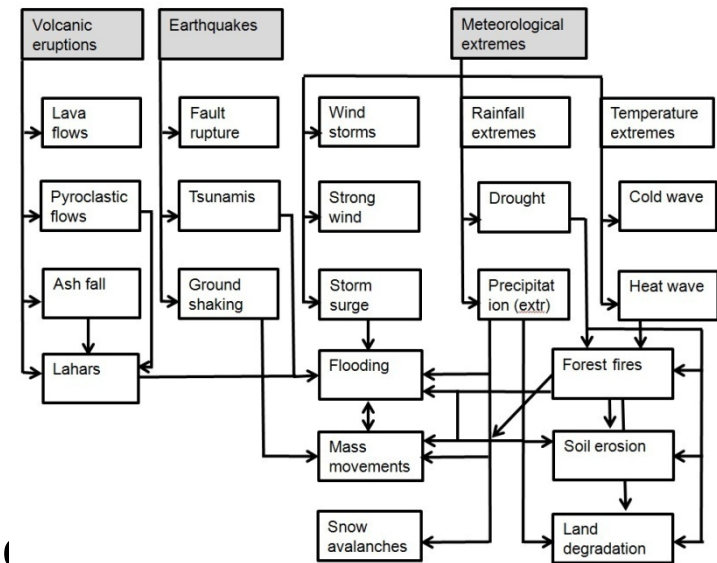 Volcanic
eruptions
Earthquakes
Meteorological
extremes
Lava
flows
Fault
rupture
Wind
storms
Rainfall
extremes
Temperature
extremes
Pyroclastic
flows
Tsunamis
Strong
wind
Drought
Cold wave
Ash fall
Ground
shaking
Storm
surge
Precipitat
ion (extr)
Heat wave
Lahars
Flooding
Forest fires
Mass
movements
Soil erosion
Snow
avalanches
Land
degradation